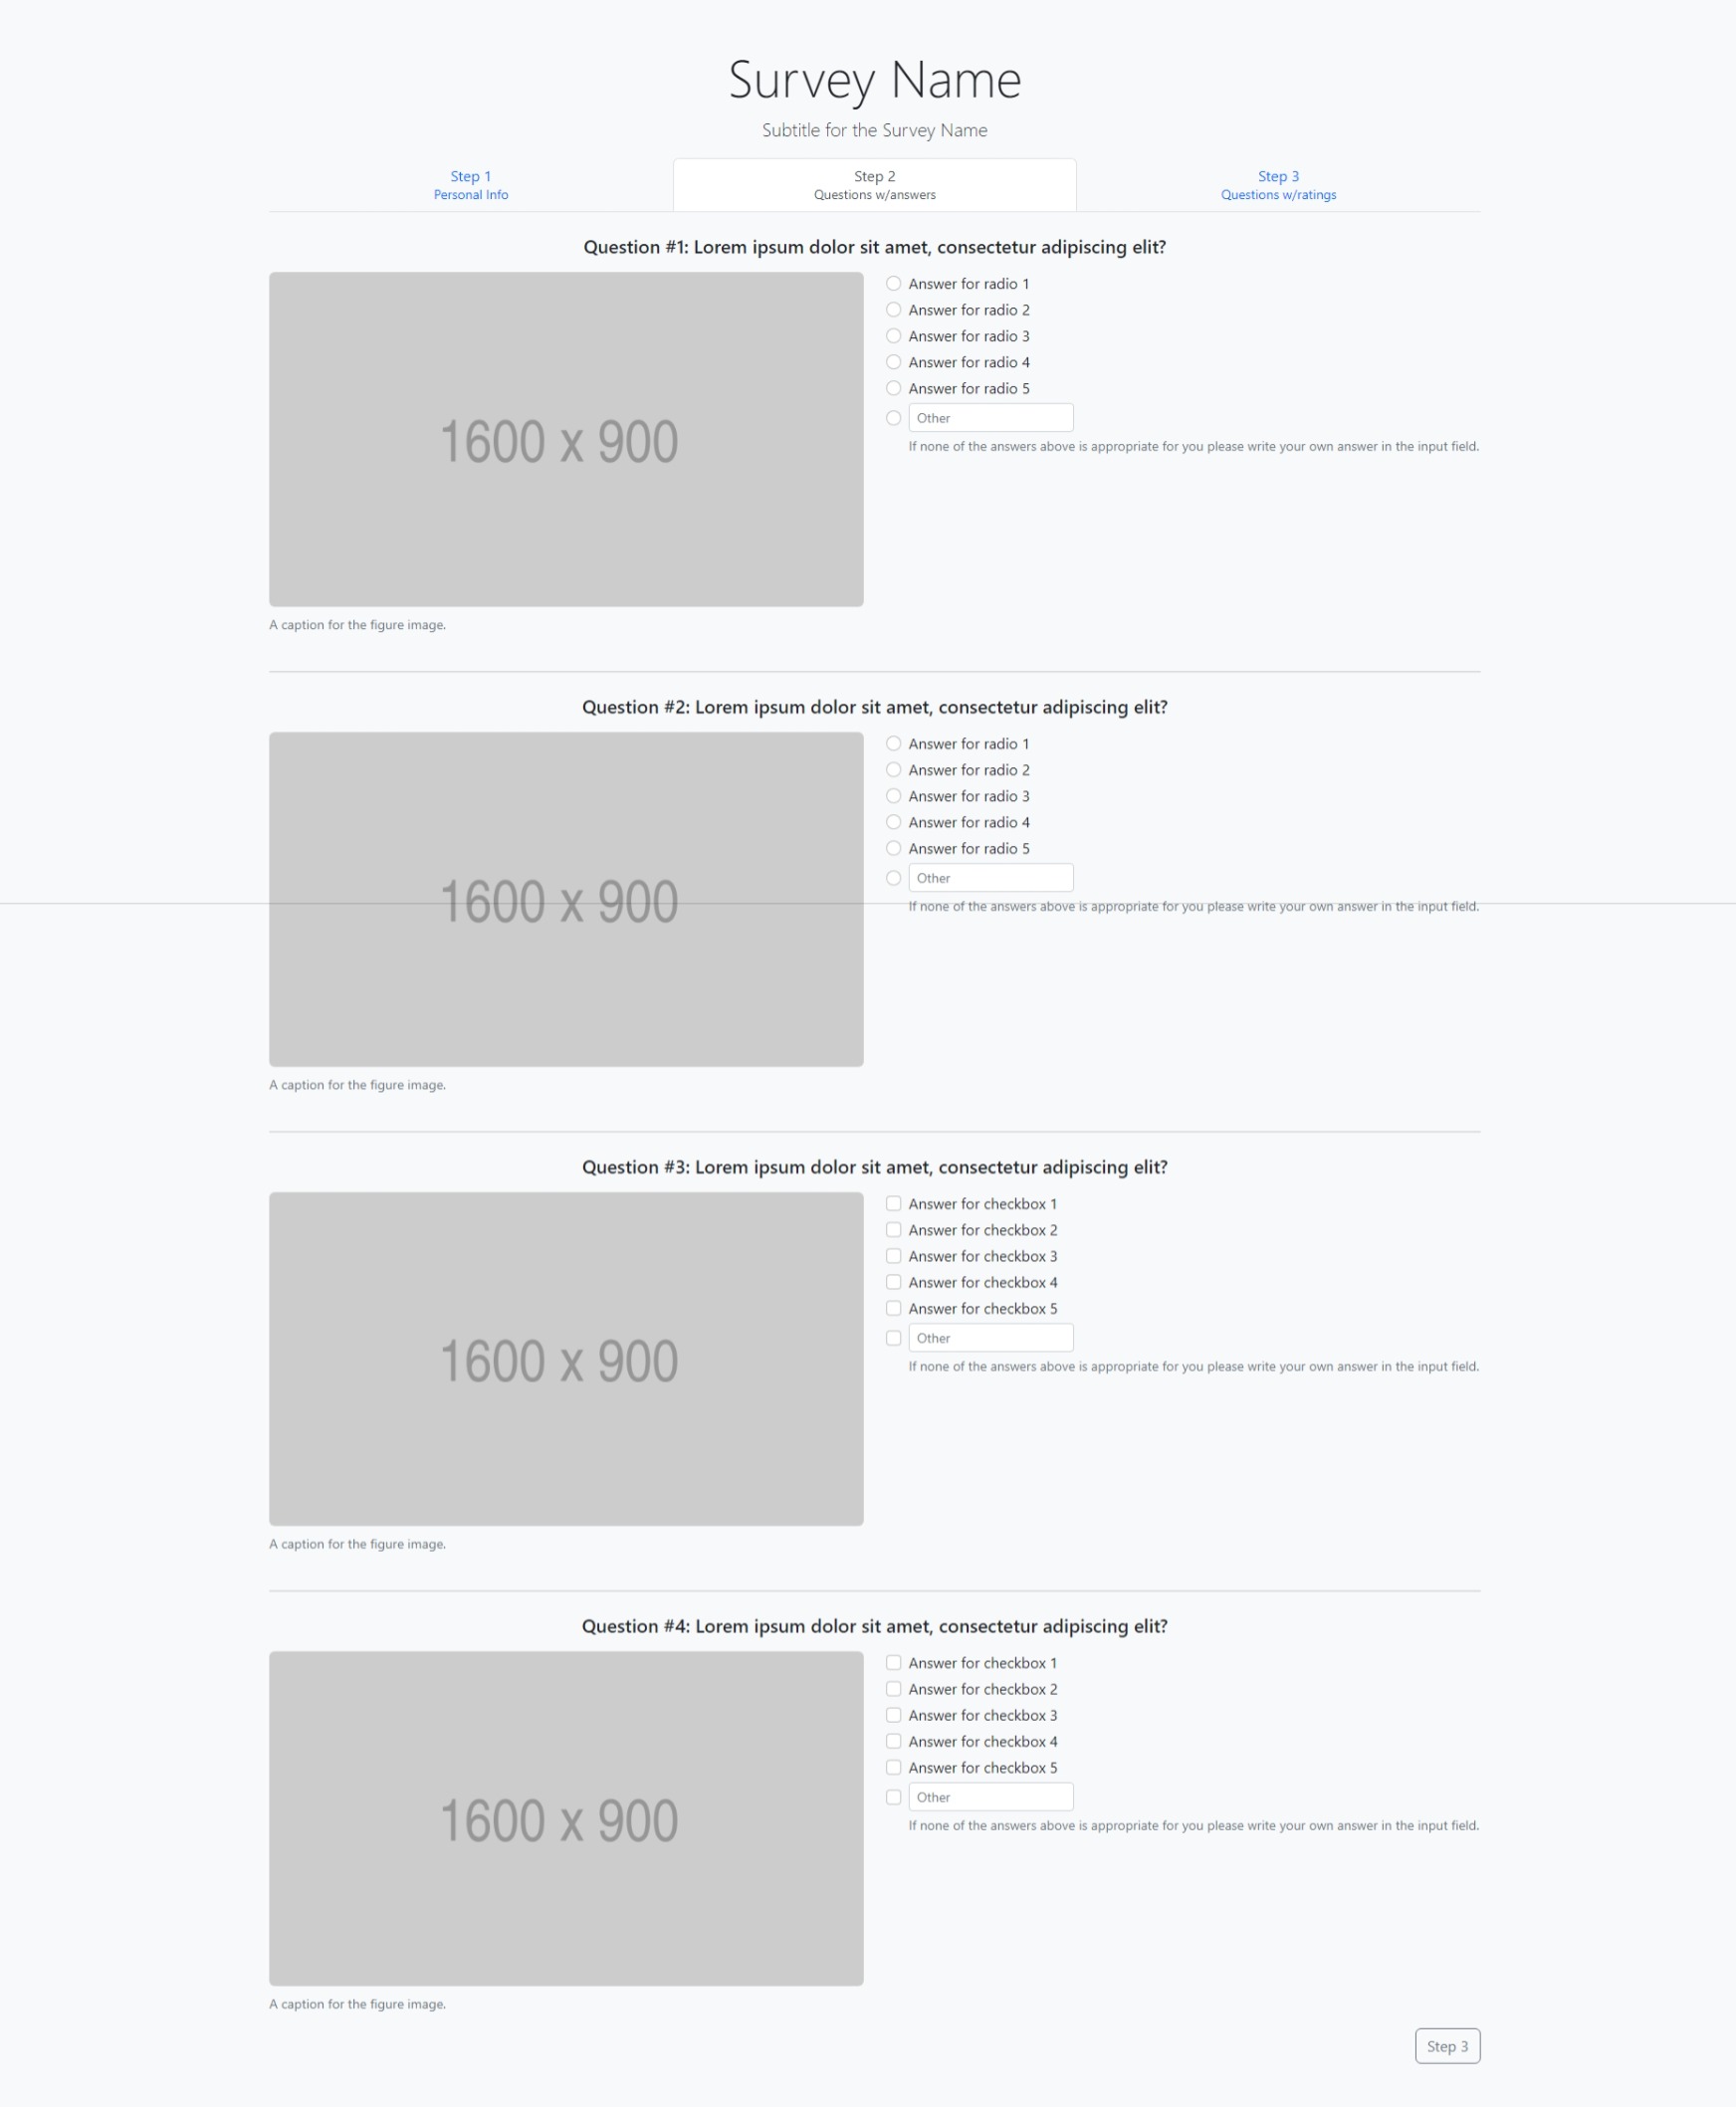 Survey Name
Subtitle for the Survey Name
Step 1
Personal Info
Step 2
Questions w/answers
Step 3
Questions w/ratings
Question #1: Lorem ipsum dolor sit amet, consectetur adipiscing elit?
1600 x 900
Answer for radio 1
Answer for radio 2
Answer for radio 3
Answer for radio 4
Answer for radio 5
Other
If none of the answers above is appropriate for you please write your own answer in the input field.
A caption for the figure image.
Question #2: Lorem ipsum dolor sit amet, consectetur adipiscing elit?
1600 x 900
Answer for radio 1
Answer for radio 2
Answer for radio 3
Answer for radio 4
Answer for radio 5
Other
If none of the answers above is appropriate for you please write your own answer in the input field.
A caption for the figure image.
Question #3: Lorem ipsum dolor sit amet, consectetur adipiscing elit?
1600 x 900
Answer for checkbox 1
Answer for checkbox 2
Answer for checkbox 3
Answer for checkbox 4
Answer for checkbox 5
Other
If none of the answers above is appropriate for you please write your own answer in the input field.
A caption for the figure image.
Question #4: Lorem ipsum dolor sit amet, consectetur adipiscing elit?
1600 x 900
Answer for checkbox 1
Answer for checkbox 2
Answer for checkbox 3
Answer for checkbox 4
Answer for checkbox 5
Other
If none of the answers above is appropriate for you please write your own answer in the input field.
A caption for the figure image.
Step 3